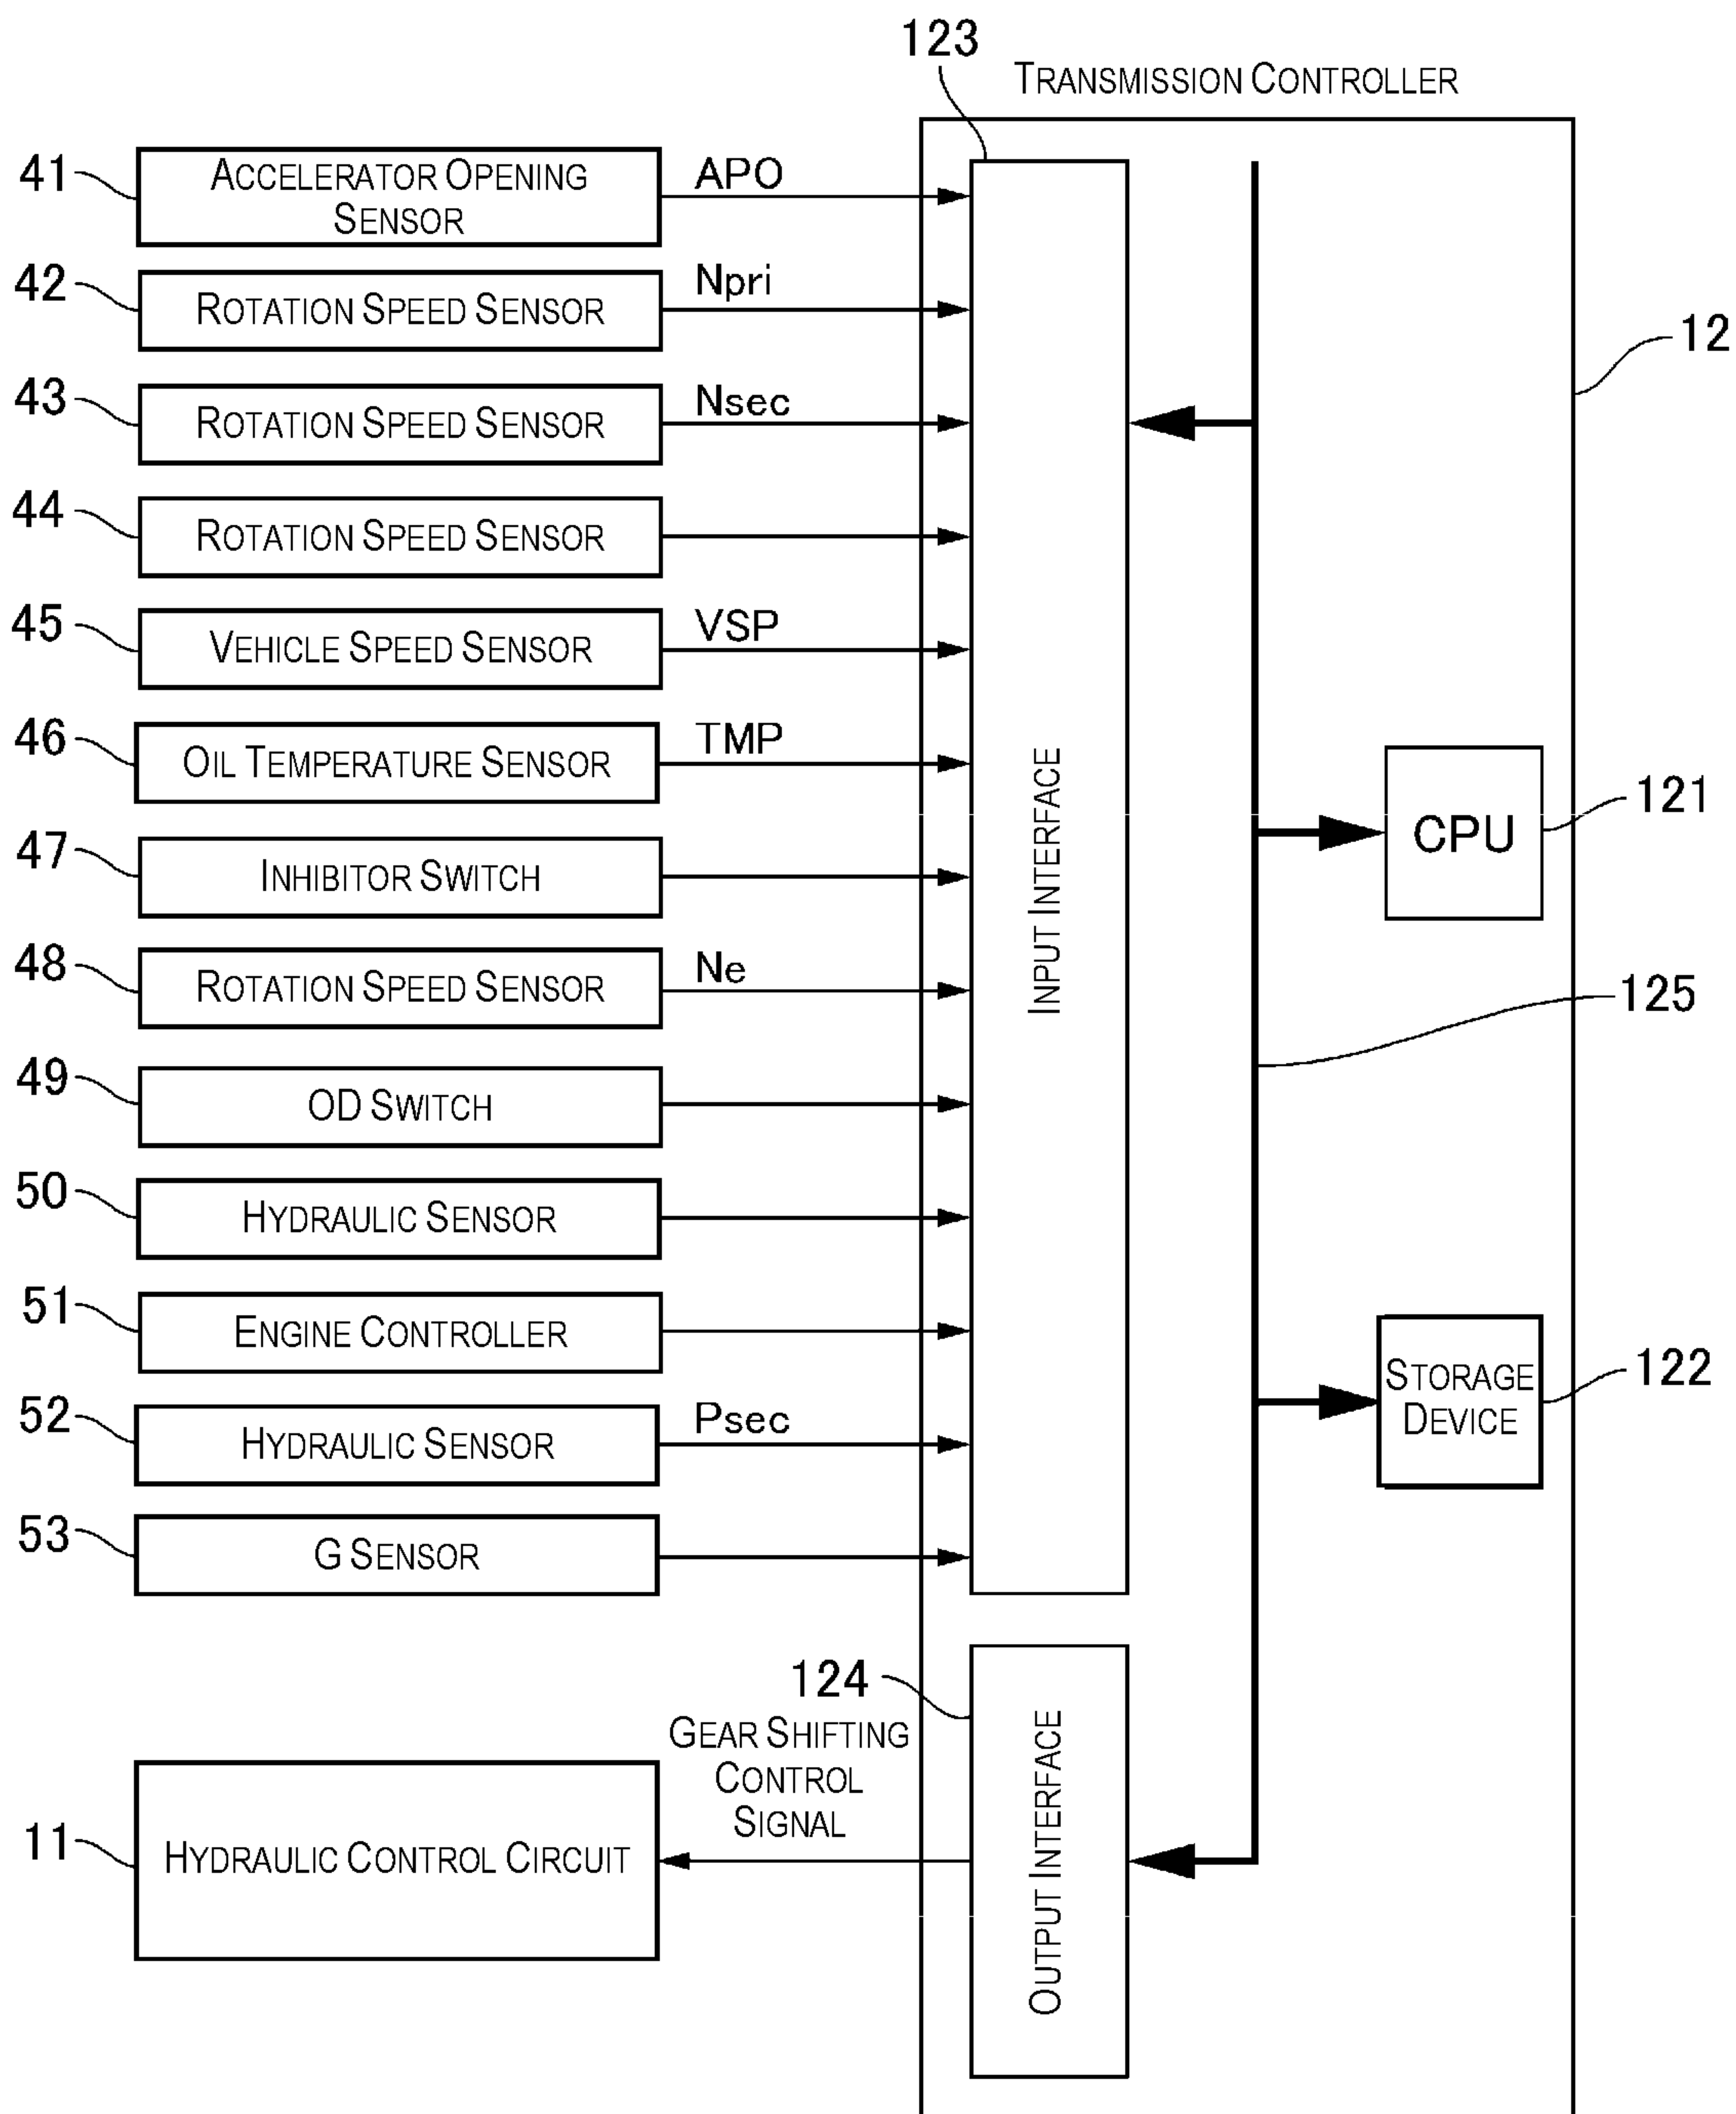 123
TRANSMISSION CONTROLLER
41
ACCELERATOR OPENING
SENSOR
APO
42
ROTATION SPEED SENSOR
Npri
12
43
ROTATION SPEED SENSOR
Nsec
44
ROTATION SPEED SENSOR
45
VEHICLE SPEED SENSOR
VSP
46
OIL TEMPERATURE SENSOR
TMP
INPUT INTERFACE
CPU
121
47
INHIBITOR SWITCH
48
ROTATION SPEED SENSOR
Ne
125
49
OD SWITCH
50
HYDRAULIC SENSOR
51
ENGINE CONTROLLER
STORAGE
DEVICE
122
52
HYDRAULIC SENSOR
Psec
53
G SENSOR
124
GEAR SHIFTING
CONTROL
SIGNAL
OUTPUT INTERFACE
11
HYDRAULIC CONTROL CIRCUIT